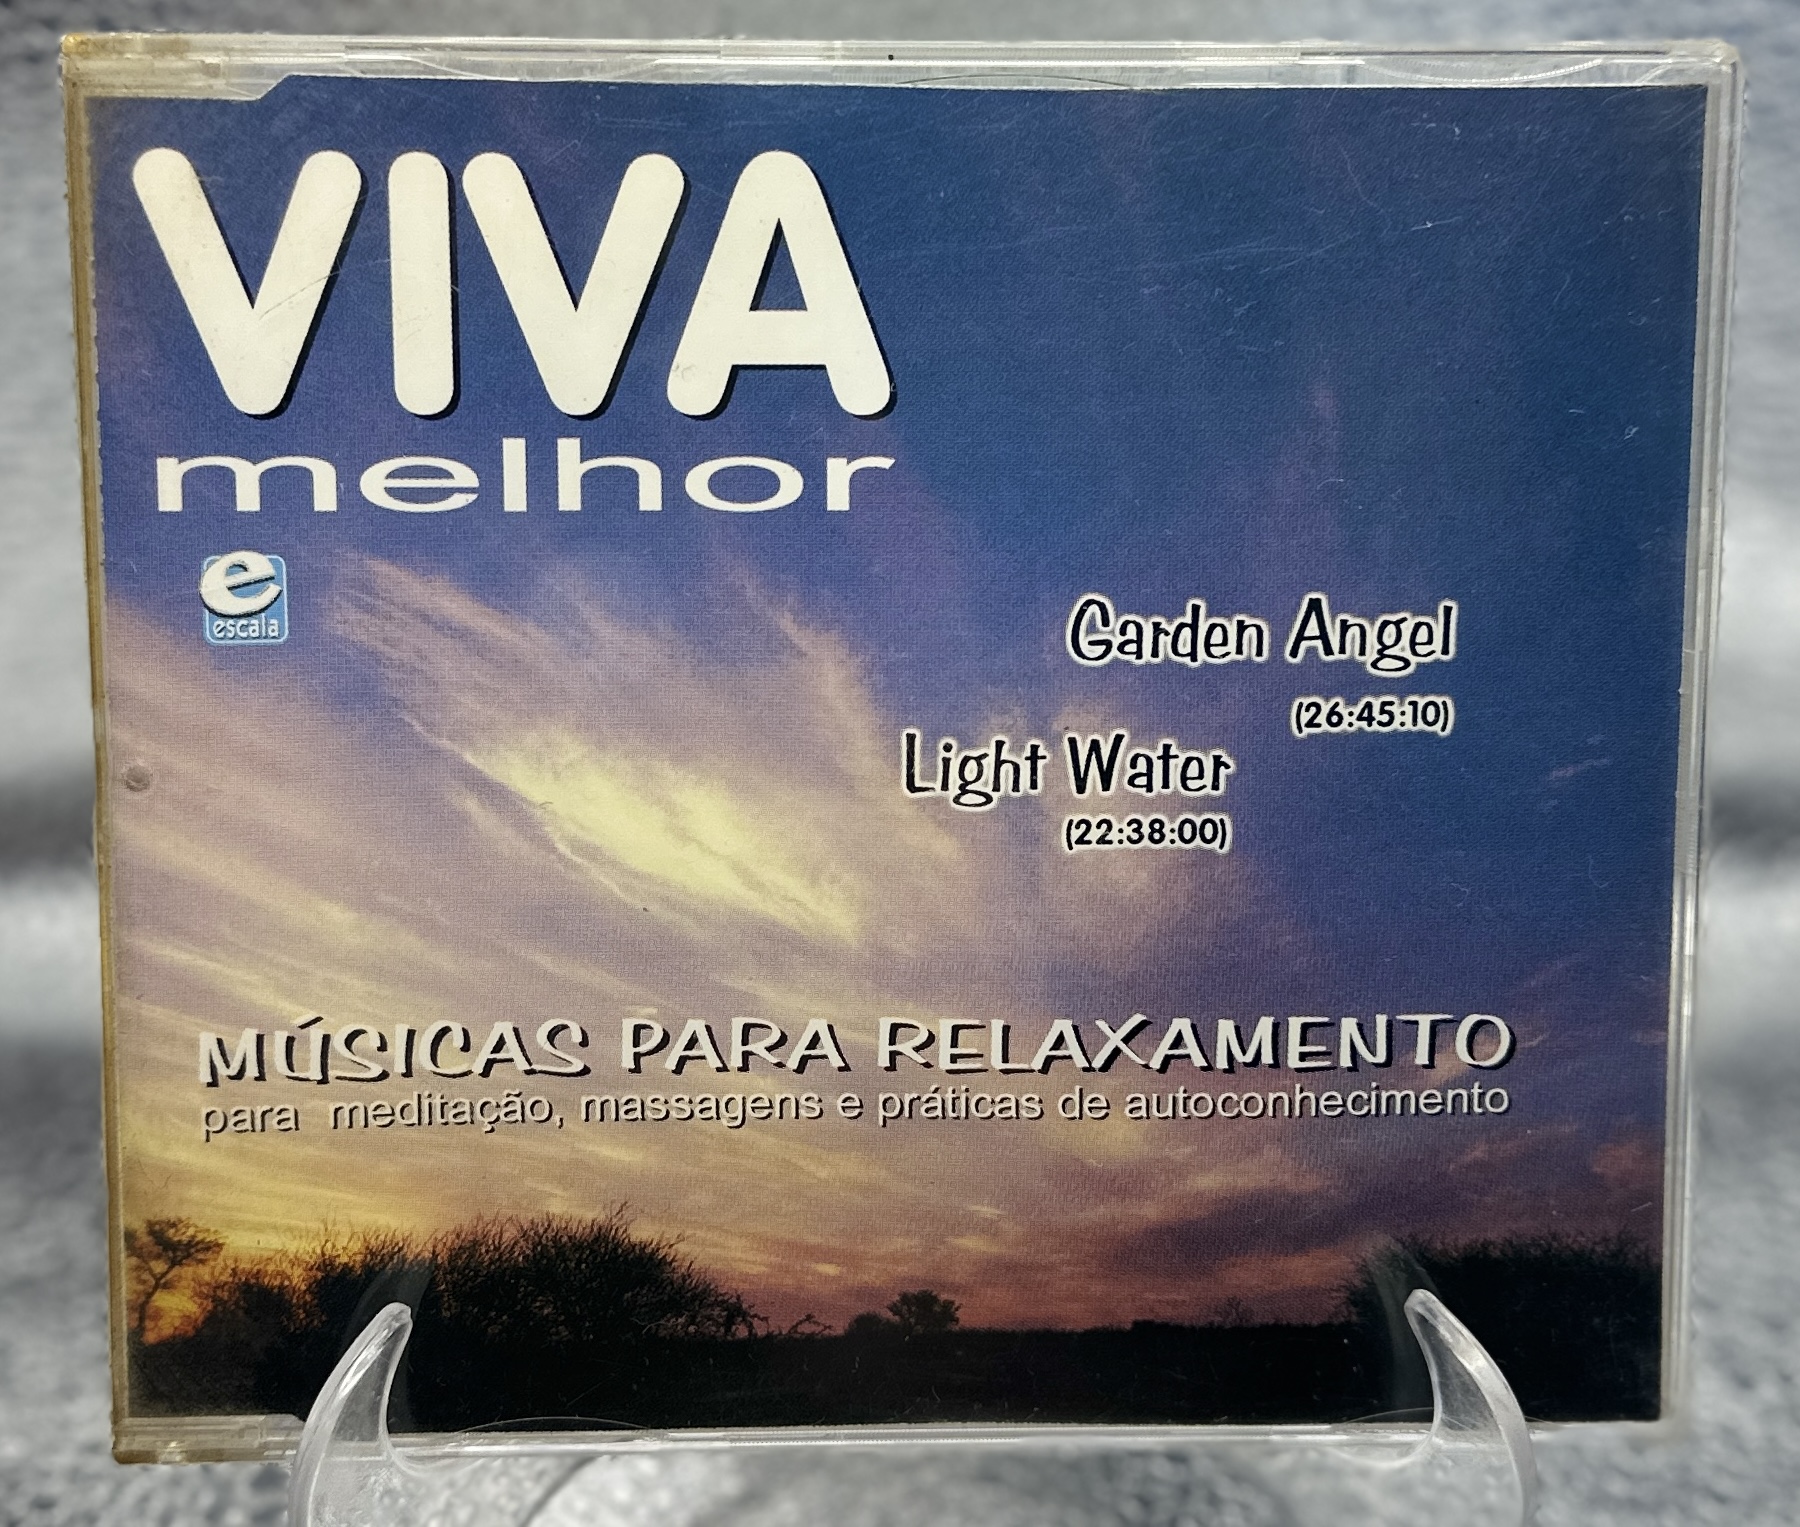 VIVA
melhor
e
escala
Garden Angel
(26:45:10)
Light Water
(22:38:00)
MÚSICAS PARA RELAXAMENTO
para meditação, massagens e práticas de autoconhecimento